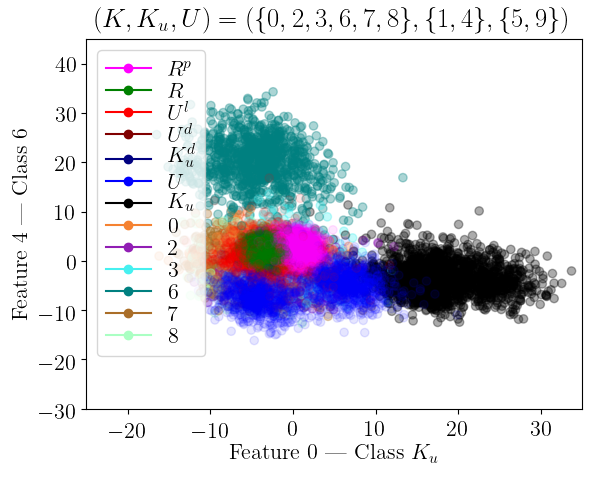 (K, K_u, U) = ({0, 2, 3, 6, 7, 8}, {1, 4}, {5, 9})
40
30
20
10
0
−10
−20
−30
Feature 4 — Class 6
R^p
R
U^l
U^d
K_u^d
U
K_u
0
2
3
6
7
8
−20 −10 0 10 20 30
Feature 0 — Class K_u